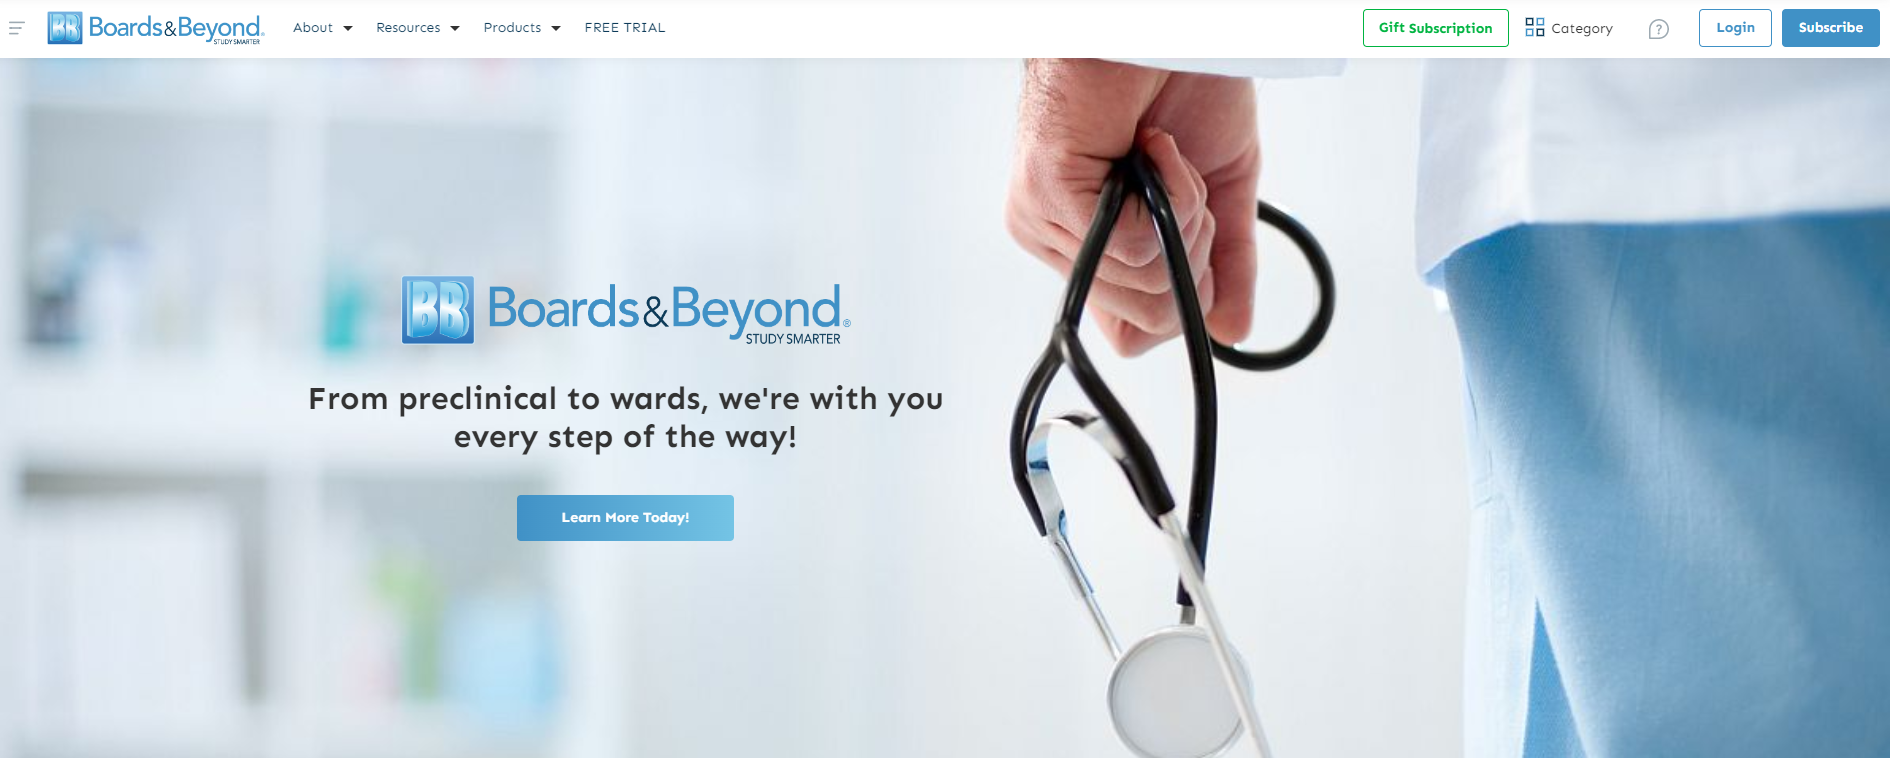 BB Boards&Beyond® STUDY SMARTER
About
Resources
Products
FREE TRIAL
Gift Subscription
Category
?
Login
Subscribe
BB Boards&Beyond®
STUDY SMARTER
From preclinical to wards, we're with you
every step of the way!
Learn More Today!